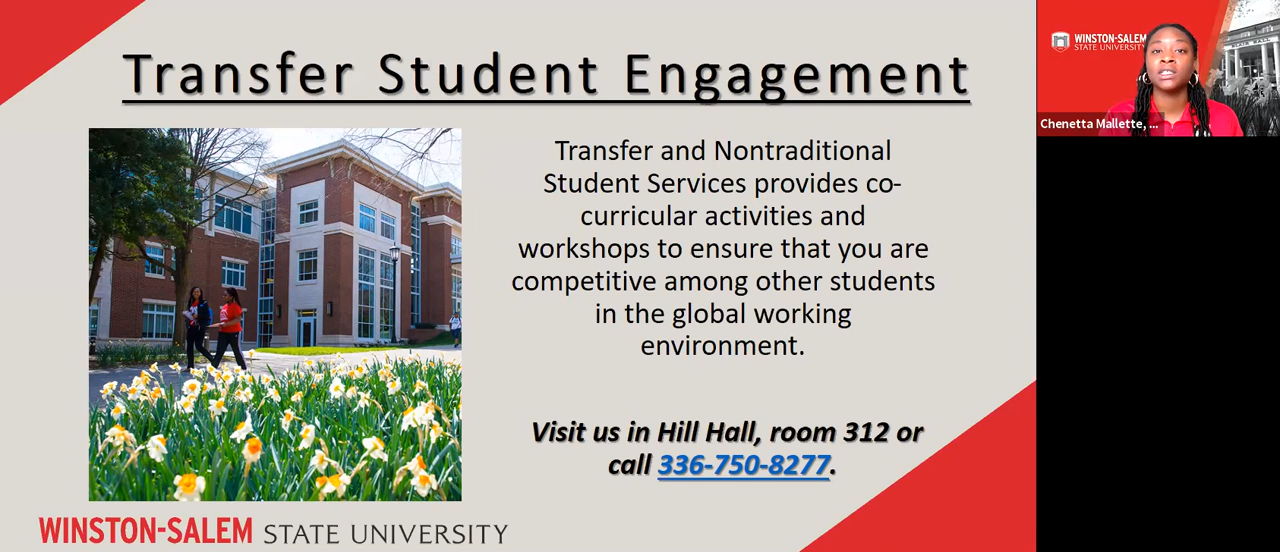 Transfer Student Engagement
Transfer and Nontraditional
Student Services provides co-
curricular activities and
workshops to ensure that you are
competitive among other students
in the global working
environment.
Visit us in Hill Hall, room 312 or
call 336-750-8277.
WINSTON-SALEM STATE UNIVERSITY
WINSTON-SALEM
STATE UNIVERSITY
Chenetta Mallette, ...